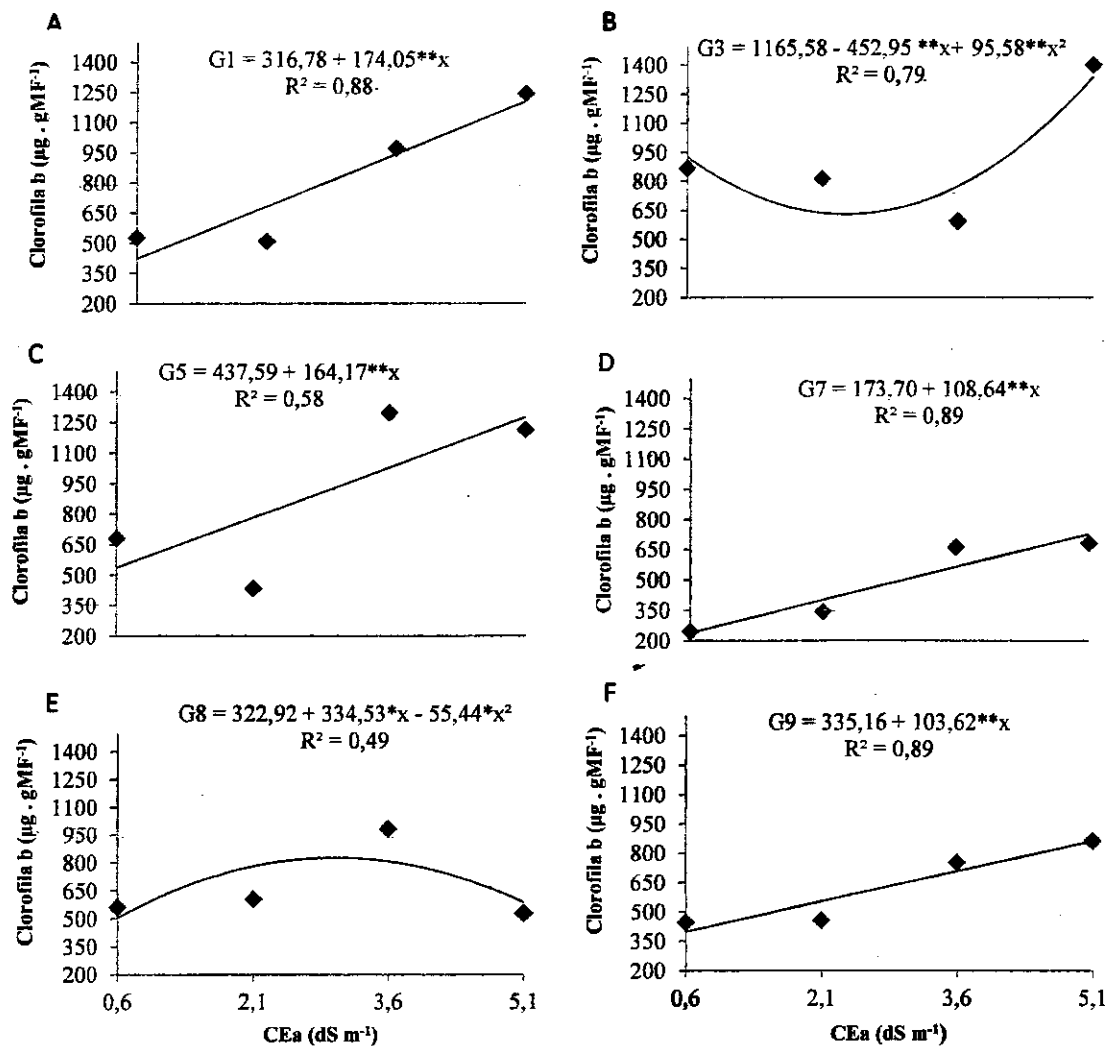 A
G1 = 316,78 + 174,05**x
R² = 0,88
Clorofila b (µg . gMF⁻¹)
1400
1250
1100
950
800
650
500
350
200
B
G3 = 1165,58 - 452,95 **x+ 95,58**x²
R² = 0,79
Clorofila b (µg . gMF⁻¹)
1400
1250
1100
950
800
650
500
350
200
C
G5 = 437,59 + 164,17**x
R² = 0,58
Clorofila b (µg . gMF⁻¹)
1400
1250
1100
950
800
650
500
350
200
D
G7 = 173,70 + 108,64**x
R² = 0,89
Clorofila b (µg . gMF⁻¹)
1400
1250
1100
950
800
650
500
350
200
E
G8 = 322,92 + 334,53*x - 55,44*x²
R² = 0,49
Clorofila b (µg . gMF⁻¹)
1400
1250
1100
950
800
650
500
350
200
0,6 2,1 3,6 5,1
CEa (dS m⁻¹)
F
G9 = 335,16 + 103,62**x
R² = 0,89
Clorofila b (µg . gMF⁻¹)
1400
1250
1100
950
800
650
500
350
200
0,6 2,1 3,6 5,1
CEa (dS m⁻¹)